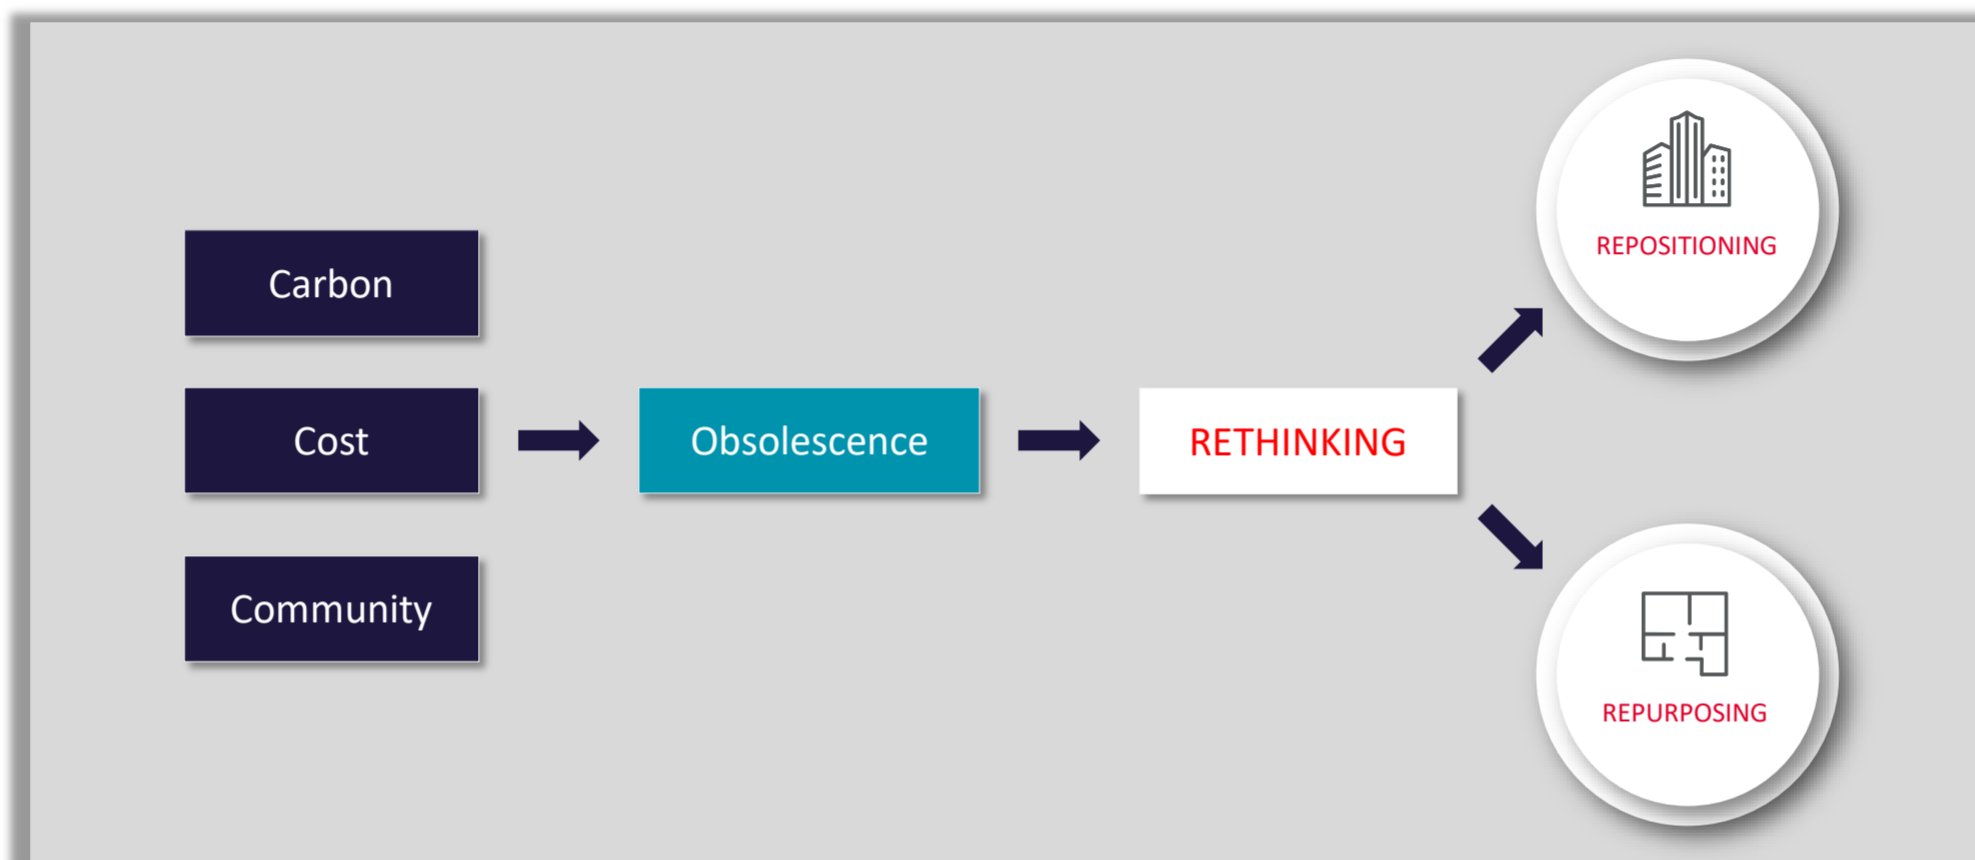 Carbon
Cost
Community
Obsolescence
RETHINKING
REPOSITIONING
REPURPOSING